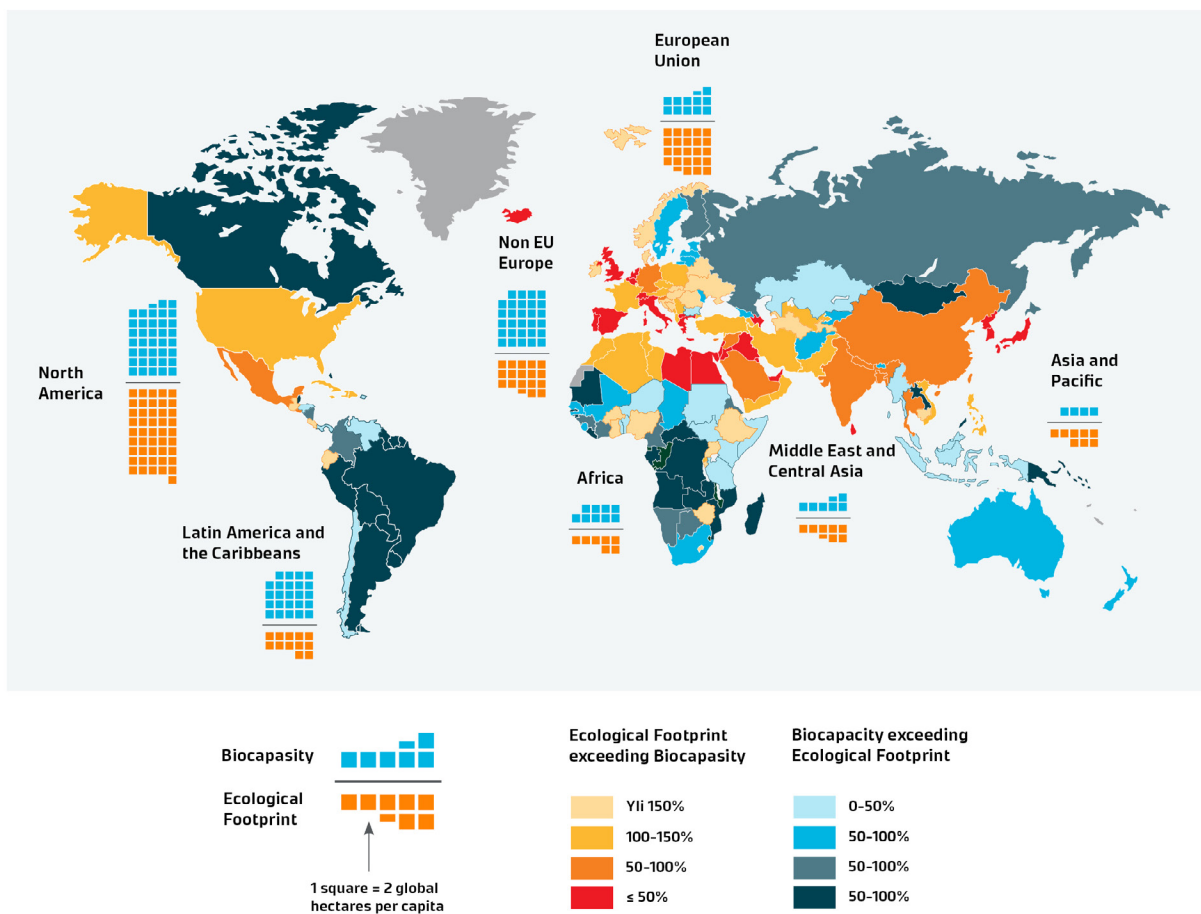 European
Union
Non EU
Europe
North
America
Asia and
Pacific
Middle East and
Central Asia
Africa
Latin America and
the Caribbeans
Biocapasity
Ecological
Footprint
1 square = 2 global
hectares per capita
Ecological Footprint
exceeding Biocapasity
Yli 150%
100-150%
50-100%
≤ 50%
Biocapacity exceeding
Ecological Footprint
0-50%
50-100%
50-100%
50-100%